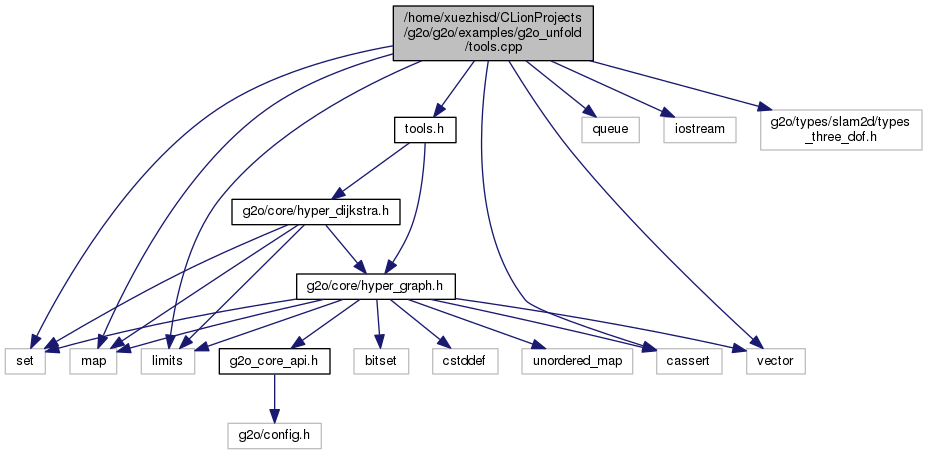 /home/xuezhisd/CLionProjects
/g2o/g2o/examples/g2o_unfold
/tools.cpp
tools.h
queue
iostream
g2o/types/slam2d/types
_three_dof.h
g2o/core/hyper_dijkstra.h
g2o/core/hyper_graph.h
set
map
limits
g2o_core_api.h
bitset
cstddef
unordered_map
cassert
vector
g2o/config.h